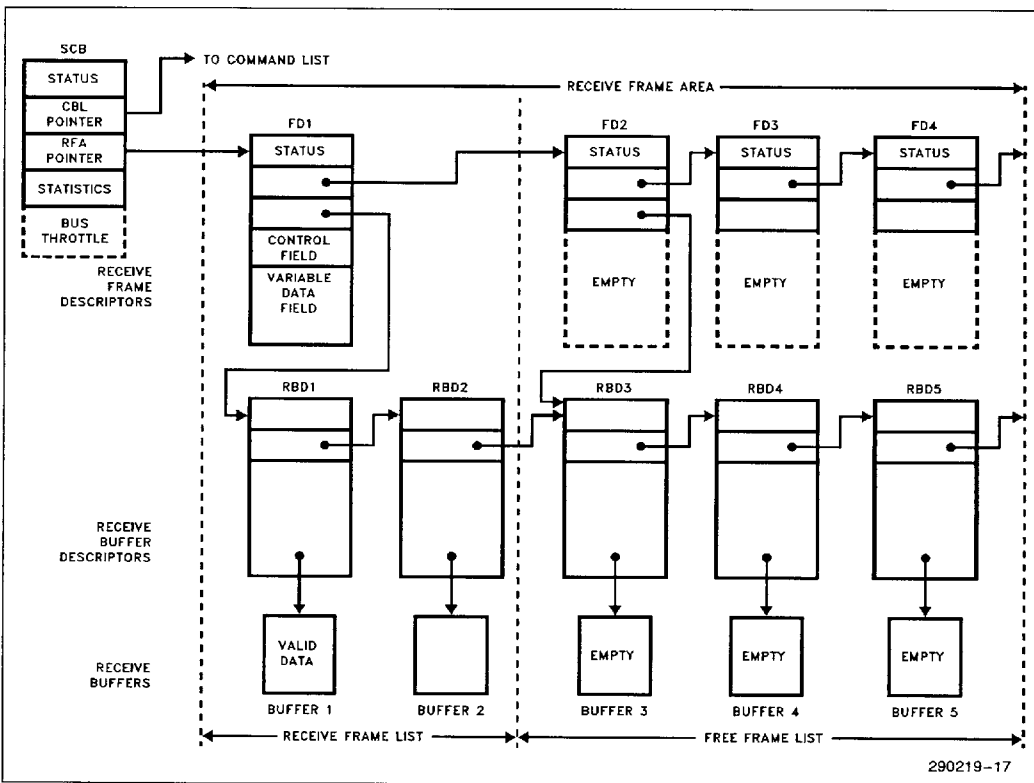 SCB
STATUS
CBL
POINTER
RFA
POINTER
STATISTICS
BUS
THROTTLE
TO COMMAND LIST
RECEIVE FRAME AREA
FD1
STATUS
CONTROL
FIELD
VARIABLE
DATA
FIELD
FD2
STATUS
EMPTY
FD3
STATUS
EMPTY
FD4
STATUS
EMPTY
RECEIVE
FRAME
DESCRIPTORS
RBD1
RBD2
RBD3
RBD4
RBD5
RECEIVE
BUFFER
DESCRIPTORS
RECEIVE
BUFFERS
VALID
DATA
BUFFER 1
BUFFER 2
EMPTY
BUFFER 3
EMPTY
BUFFER 4
EMPTY
BUFFER 5
RECEIVE FRAME LIST
FREE FRAME LIST
290219-17